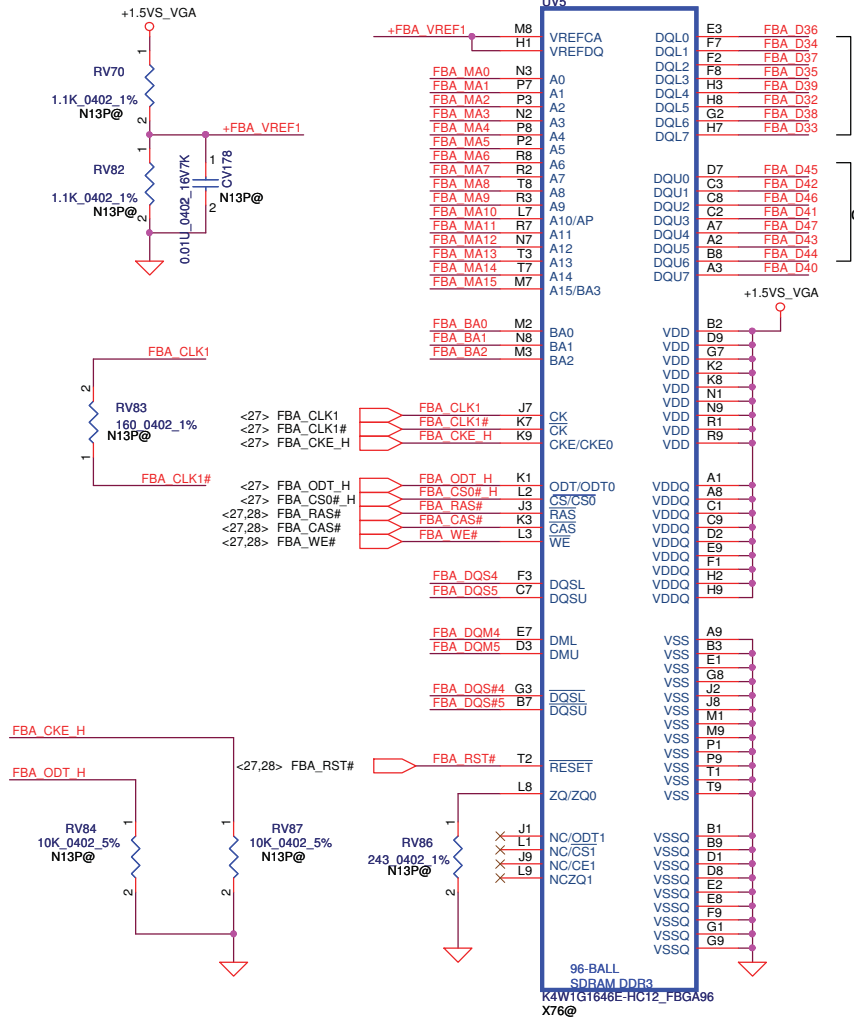 +1.5VS_VGA
1
RV70
1.1K_0402_1%
N13P@
2
+FBA_VREF1
1
RV82
1.1K_0402_1%
N13P@
2
0.01U_0402_16V7K
1
CV178
N13P@
2
FBA_CLK1
2
RV83
160_0402_1%
N13P@
1
FBA_CLK1#
FBA_CKE_H
FBA_ODT_H
1
RV84
10K_0402_5%
N13P@
2
1
RV87
10K_0402_5%
N13P@
2
1
RV86
243_0402_1%
N13P@
2
UV5
+FBA_VREF1 M8 VREFCA
H1 VREFDQ
FBA_MA0 N3 A0
FBA_MA1 P7 A1
FBA_MA2 P3 A2
FBA_MA3 N2 A3
FBA_MA4 P8 A4
FBA_MA5 P2 A5
FBA_MA6 R8 A6
FBA_MA7 R2 A7
FBA_MA8 T8 A8
FBA_MA9 R3 A9
FBA_MA10 L7 A10/AP
FBA_MA11 R7 A11
FBA_MA12 N7 A12
FBA_MA13 T3 A13
FBA_MA14 T7 A14
FBA_MA15 M7 A15/BA3
FBA_BA0 M2 BA0
FBA_BA1 N8 BA1
FBA_BA2 M3 BA2
<27> FBA_CLK1 FBA_CLK1 J7 CK
<27> FBA_CLK1# FBA_CLK1# K7 CK
<27> FBA_CKE_H FBA_CKE_H K9 CKE/CKE0
<27> FBA_ODT_H FBA_ODT_H K1 ODT/ODT0
<27> FBA_CS0#_H FBA_CS0#_H L2 CS/CS0
<27,28> FBA_RAS# FBA_RAS# J3 RAS
<27,28> FBA_CAS# FBA_CAS# K3 CAS
<27,28> FBA_WE# FBA_WE# L3 WE
FBA_DQS4 F3 DQSL
FBA_DQS5 C7 DQSU
FBA_DQM4 E7 DML
FBA_DQM5 D3 DMU
FBA_DQS#4 G3 DQSL
FBA_DQS#5 B7 DQSU
<27,28> FBA_RST# FBA_RST# T2 RESET
L8 ZQ/ZQ0
J1 NC/ODT1
L1 NC/CS1
J9 NC/CE1
L9 NCZQ1
DQL0 E3 FBA_D36
DQL1 F7 FBA_D34
DQL2 F2 FBA_D37
DQL3 F8 FBA_D35
DQL4 H3 FBA_D39
DQL5 H8 FBA_D32
DQL6 G2 FBA_D38
DQL7 H7 FBA_D33
DQU0 D7 FBA_D45
DQU1 C3 FBA_D42
DQU2 C8 FBA_D46
DQU3 C2 FBA_D41
DQU4 A7 FBA_D47
DQU5 A2 FBA_D43
DQU6 B8 FBA_D44
DQU7 A3 FBA_D40
+1.5VS_VGA
VDD B2
VDD D9
VDD G7
VDD K2
VDD K8
VDD N1
VDD N9
VDD R1
VDD R9
VDDQ A1
VDDQ A8
VDDQ C1
VDDQ C9
VDDQ D2
VDDQ E9
VDDQ F1
VDDQ H2
VDDQ H9
VSS A9
VSS B3
VSS E1
VSS G8
VSS J2
VSS J8
VSS M1
VSS M9
VSS P1
VSS P9
VSS T1
VSS T9
VSSQ B1
VSSQ B9
VSSQ D1
VSSQ D8
VSSQ E2
VSSQ E8
VSSQ F9
VSSQ G1
VSSQ G9
96-BALL
SDRAM DDR3
K4W1G1646E-HC12_FBGA96
X76@